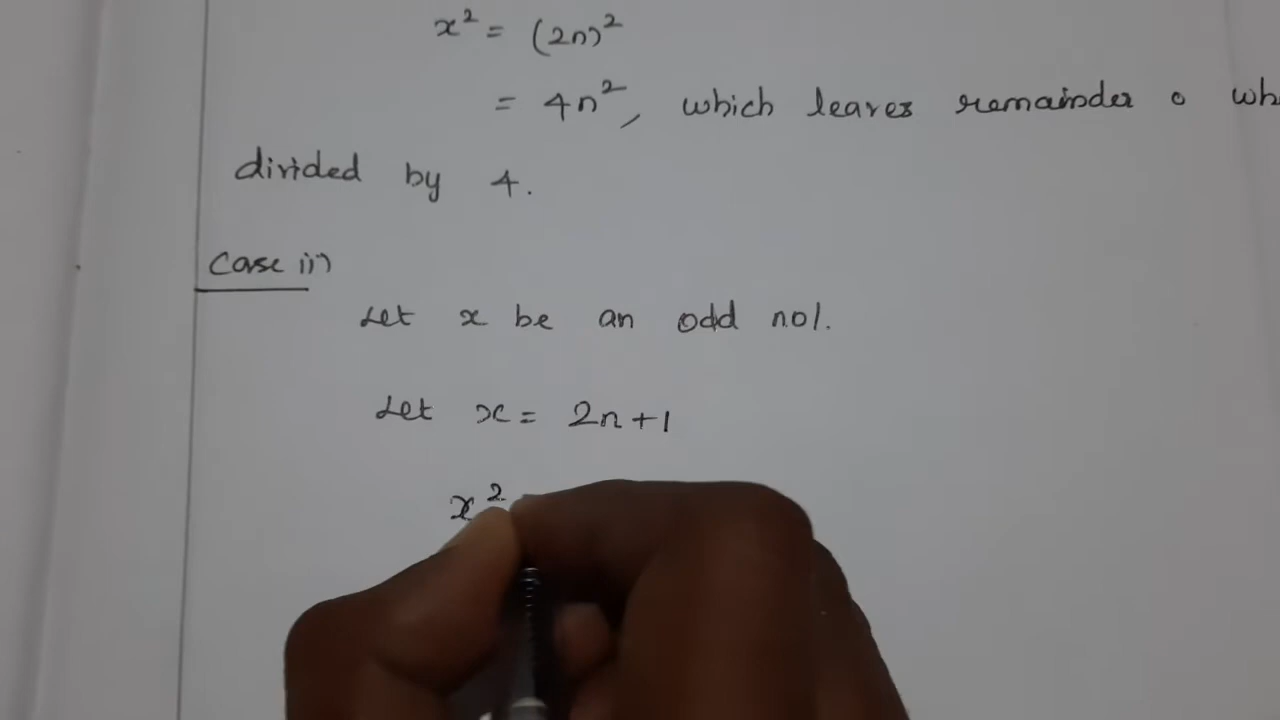 x² = (2n)²
= 4n², which leaves remainder 0 wh
divided by 4.
Case ii)
Let x be an odd no/.
Let x = 2n+1
x²